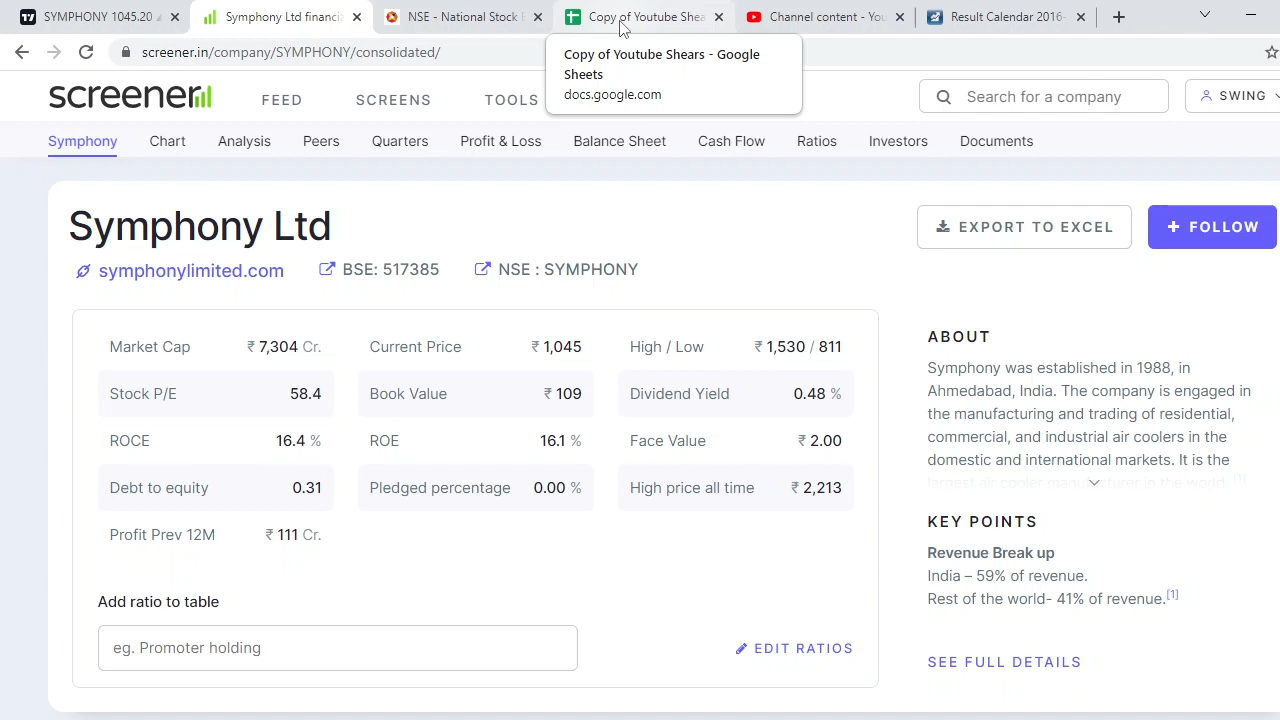 SYMPHONY 1045.20
Symphony Ltd financia
NSE - National Stock E
Copy of Youtube Shea
Channel content - You
Result Calendar 2016-
screener.in/company/SYMPHONY/consolidated/
Copy of Youtube Shears - Google
Sheets
docs.google.com
screener
FEED
SCREENS
TOOLS
Search for a company
SWING
Symphony
Chart
Analysis
Peers
Quarters
Profit & Loss
Balance Sheet
Cash Flow
Ratios
Investors
Documents
Symphony Ltd
EXPORT TO EXCEL
+ FOLLOW
symphonylimited.com
BSE: 517385
NSE : SYMPHONY
Market Cap ₹ 7,304 Cr.
Current Price ₹ 1,045
High / Low ₹ 1,530 / 811
Stock P/E 58.4
Book Value ₹ 109
Dividend Yield 0.48 %
ROCE 16.4 %
ROE 16.1 %
Face Value ₹ 2.00
Debt to equity 0.31
Pledged percentage 0.00 %
High price all time ₹ 2,213
Profit Prev 12M ₹ 111 Cr.
Add ratio to table
eg. Promoter holding
EDIT RATIOS
ABOUT
Symphony was established in 1988, in
Ahmedabad, India. The company is engaged in
the manufacturing and trading of residential,
commercial, and industrial air coolers in the
domestic and international markets. It is the
largest air cooler manufacturer in the world. [1]
KEY POINTS
Revenue Break up
India – 59% of revenue.
Rest of the world- 41% of revenue.[1]
SEE FULL DETAILS